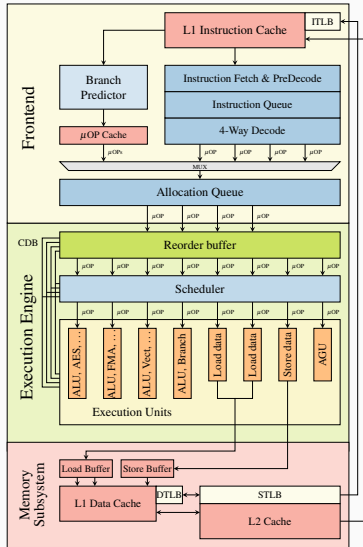 Frontend
L1 Instruction Cache
ITLB
Branch
Predictor
Instruction Fetch & PreDecode
Instruction Queue
μOP Cache
4-Way Decode
μOPs
μOP μOP μOP μOP
MUX
Allocation Queue
μOP μOP μOP μOP
Execution Engine
CDB
Reorder buffer
μOP μOP μOP μOP μOP μOP μOP μOP
Scheduler
μOP μOP μOP μOP μOP μOP μOP μOP
ALU, AES, ...
ALU, FMA, ...
ALU, Vect, ...
ALU, Branch
Load data
Load data
Store data
AGU
Execution Units
Memory
Subsystem
Load Buffer
Store Buffer
L1 Data Cache
DTLB
STLB
L2 Cache